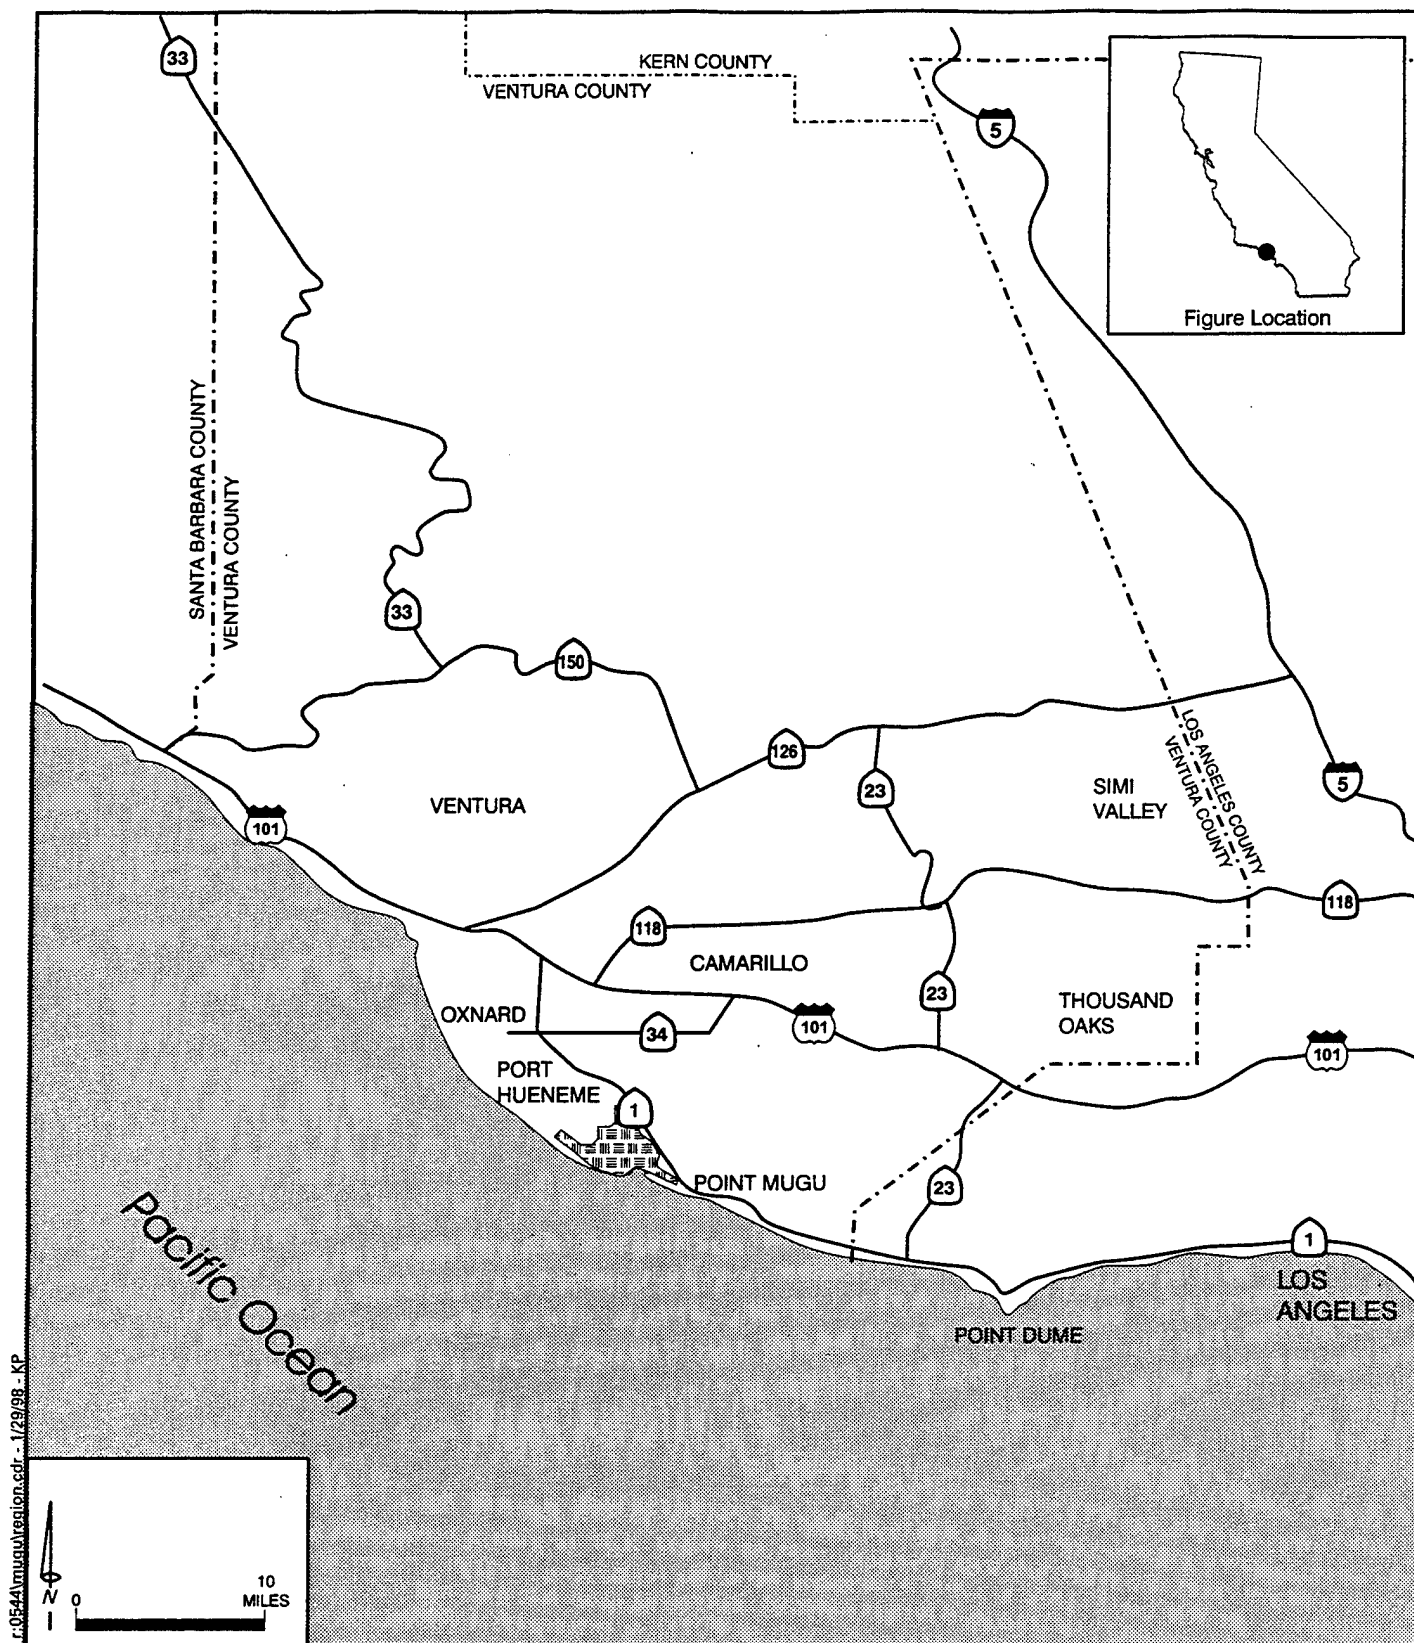 33
KERN COUNTY
VENTURA COUNTY
5
Figure Location
SANTA BARBARA COUNTY
VENTURA COUNTY
33
150
126
23
LOS ANGELES COUNTY
VENTURA COUNTY
SIMI
VALLEY
5
VENTURA
101
118
118
CAMARILLO
23
THOUSAND
OAKS
OXNARD
34
101
101
PORT
HUENEME
1
POINT MUGU
23
1
LOS
ANGELES
POINT DUME
Pacific Ocean
r:0544\mugu\region.cdr - 1/29/98 - KP
N
0
10
MILES